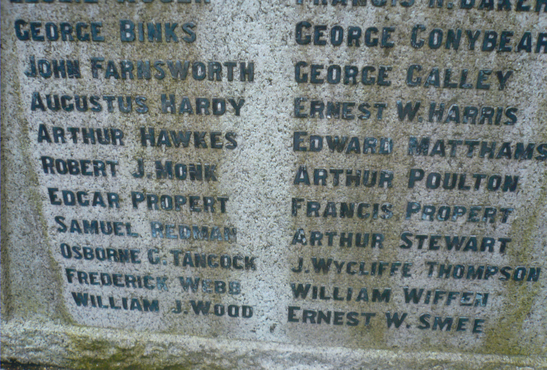 GEORGE BINKS
JOHN FARNSWORTH
AUGUSTUS HARDY
ARTHUR HAWKES
ROBERT J. MONK
EDGAR PROPERT
SAMUEL REDMAN
OSBORNE C. TANCOCK
FREDERICK WEBB
WILLIAM J. WOOD
FRANCIS BAKER
GEORGE CONYBEAR
GEORGE GALLEY
ERNEST W. HARRIS
EDWARD MATTHAMS
ARTHUR POULTON
FRANCIS PROPERT
ARTHUR STEWART
J. WYCLIFFE THOMPSON
WILLIAM WIFFEN
ERNEST W. SMEE